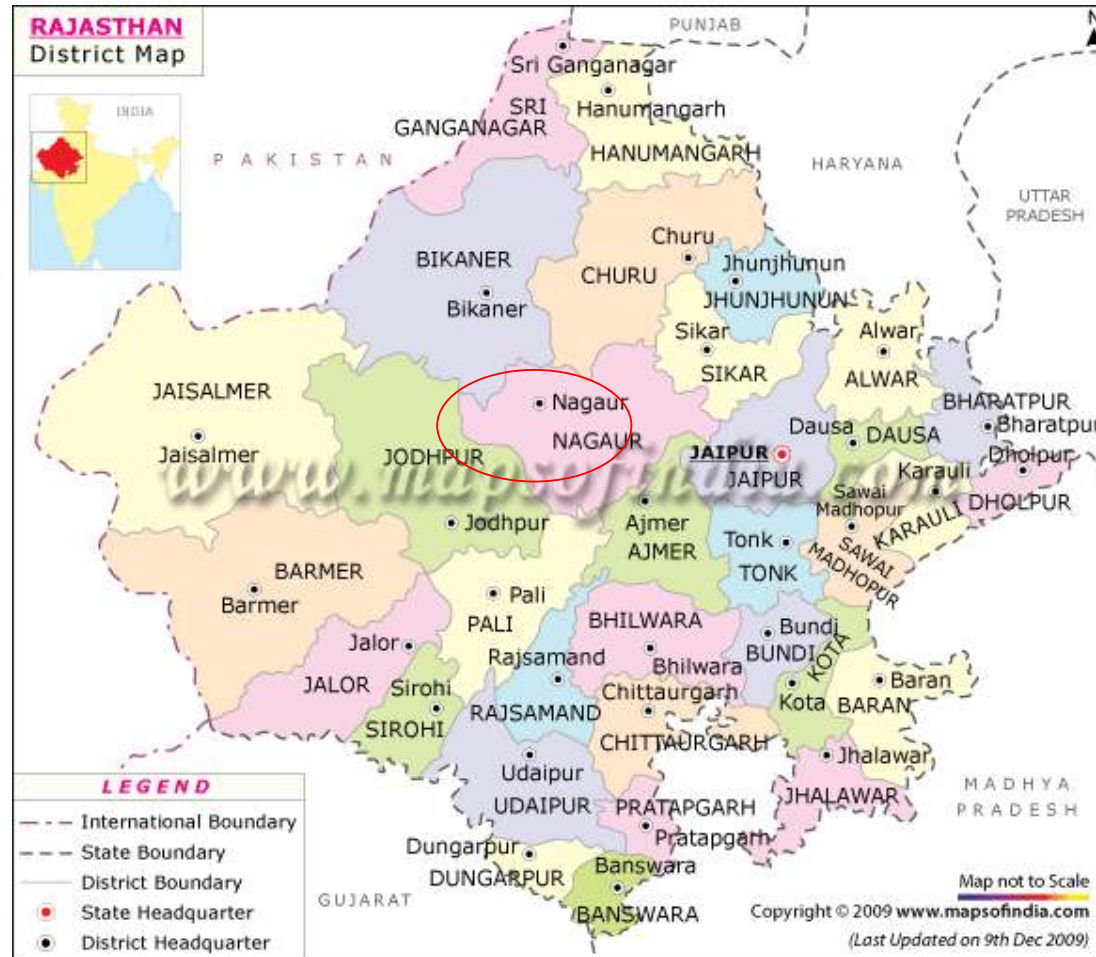 RAJASTHAN
District Map
INDIA
PUNJAB
N
Sri Ganganagar
SRI
GANGANAGAR
Hanumangarh
HANUMANGARH
PAKISTAN
HARYANA
UTTAR
PRADESH
BIKANER
Bikaner
Churu
CHURU
Jhunjhunun
JHUNJHUNUN
Sikar
SIKAR
Alwar
ALWAR
JAISALMER
Jaisalmer
JODHPUR
Jodhpur
Nagaur
NAGAUR
JAIPUR
JAIPUR
Dausa
DAUSA
BHARATPUR
Bharatpur
Dholpur
DHOLPUR
Karauli
KARAULI
www.mapsofindia.com
Ajmer
AJMER
Tonk
TONK
Sawai
Madhopur
SAWAI
MADHOPUR
BARMER
Barmer
Pali
PALI
Jalor
JALOR
Sirohi
SIROHI
Rajsamand
RAJSAMAND
BHILWARA
Bhilwara
Bundi
BUNDI
KOTA
Kota
Baran
BARAN
Chittaurgarh
CHITTAURGARH
Jhalawar
JHALAWAR
Udaipur
UDAIPUR
PRATAPGARH
Pratapgarh
Dungarpur
DUNGARPUR
Banswara
BANSWARA
MADHYA
PRADESH
GUJARAT
LEGEND
International Boundary
State Boundary
District Boundary
State Headquarter
District Headquarter
Map not to Scale
Copyright © 2009 www.mapsofindia.com
(Last Updated on 9th Dec 2009)